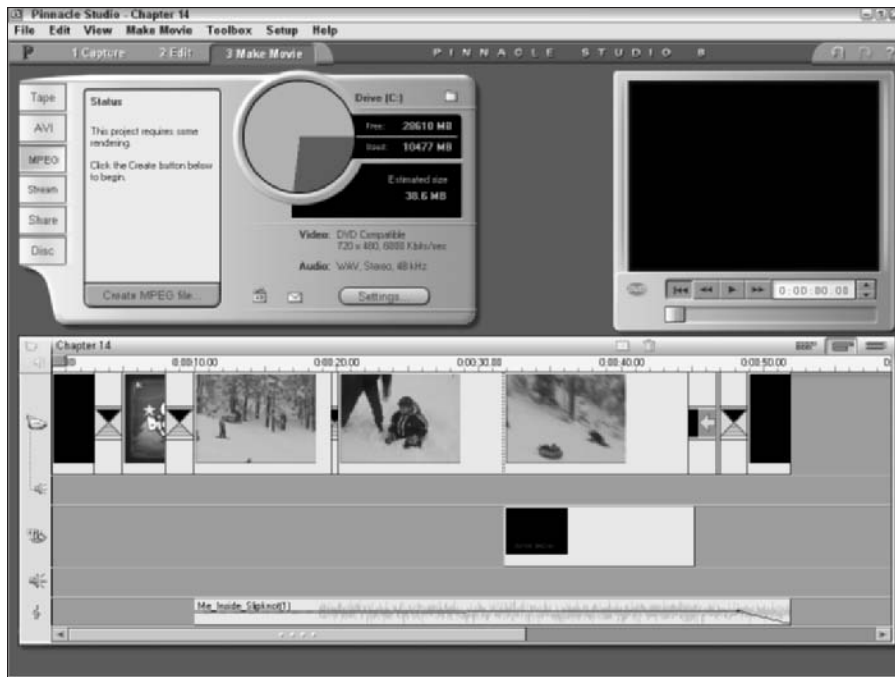 Pinnacle Studio - Chapter 14
File Edit View Make Movie Toolbox Setup Help
1 Capture 2 Edit 3 Make Movie PINNACLE STUDIO 8
Tape
AVI
MPEG
Stream
Share
Disc
Status
This project requires some
rendering.
Click the Create button below
to begin.
Create MPEG file...
Drive (C:)
Free: 28610 MB
Used: 10477 MB
Estimated size
38.6 MB
Video: DVD Compatible
720 x 480, 6000 Kbits/sec
Audio: WAV, Stereo, 48 kHz
Settings...
0:00:00.00
Chapter 14
0:00:10.00 0:00:20.00 0:00:30.00 0:00:40.00 0:00:50.00
Me_Inside_Slipknot(1)